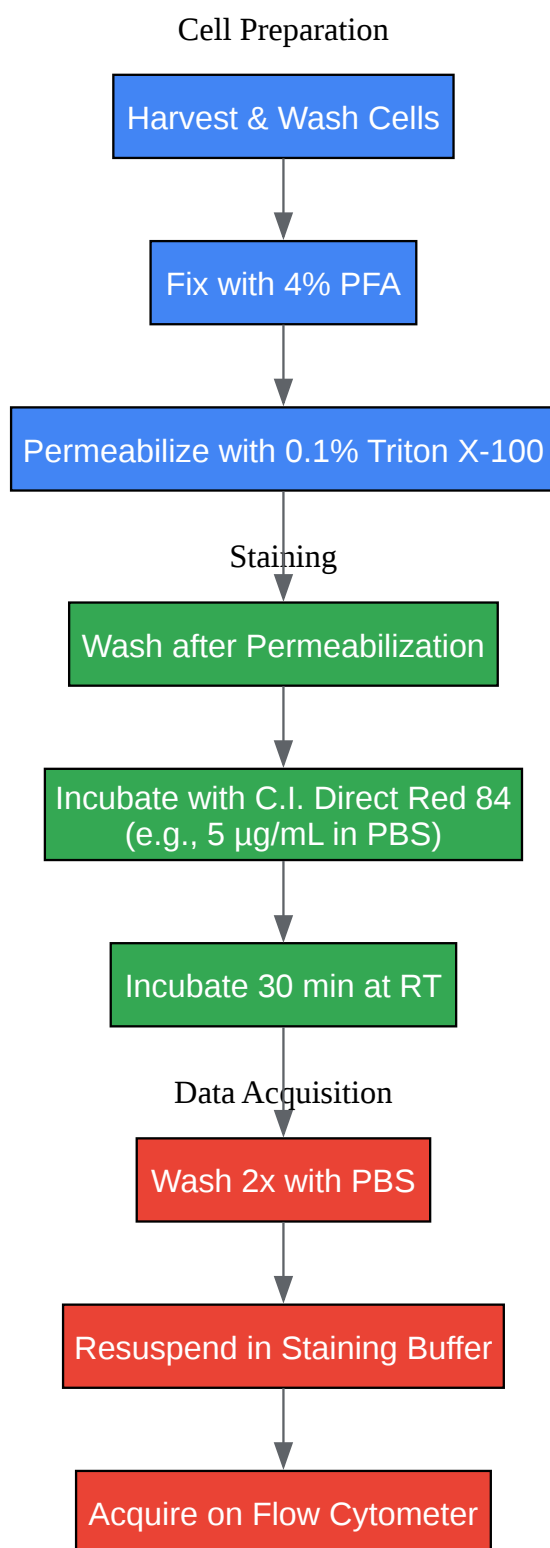 Cell Preparation
Harvest & Wash Cells
Fix with 4% PFA
Permeabilize with 0.1% Triton X-100
Staining
Wash after Permeabilization
Incubate with C.I. Direct Red 84
(e.g., 5 µg/mL in PBS)
Incubate 30 min at RT
Data Acquisition
Wash 2x with PBS
Resuspend in Staining Buffer
Acquire on Flow Cytometer